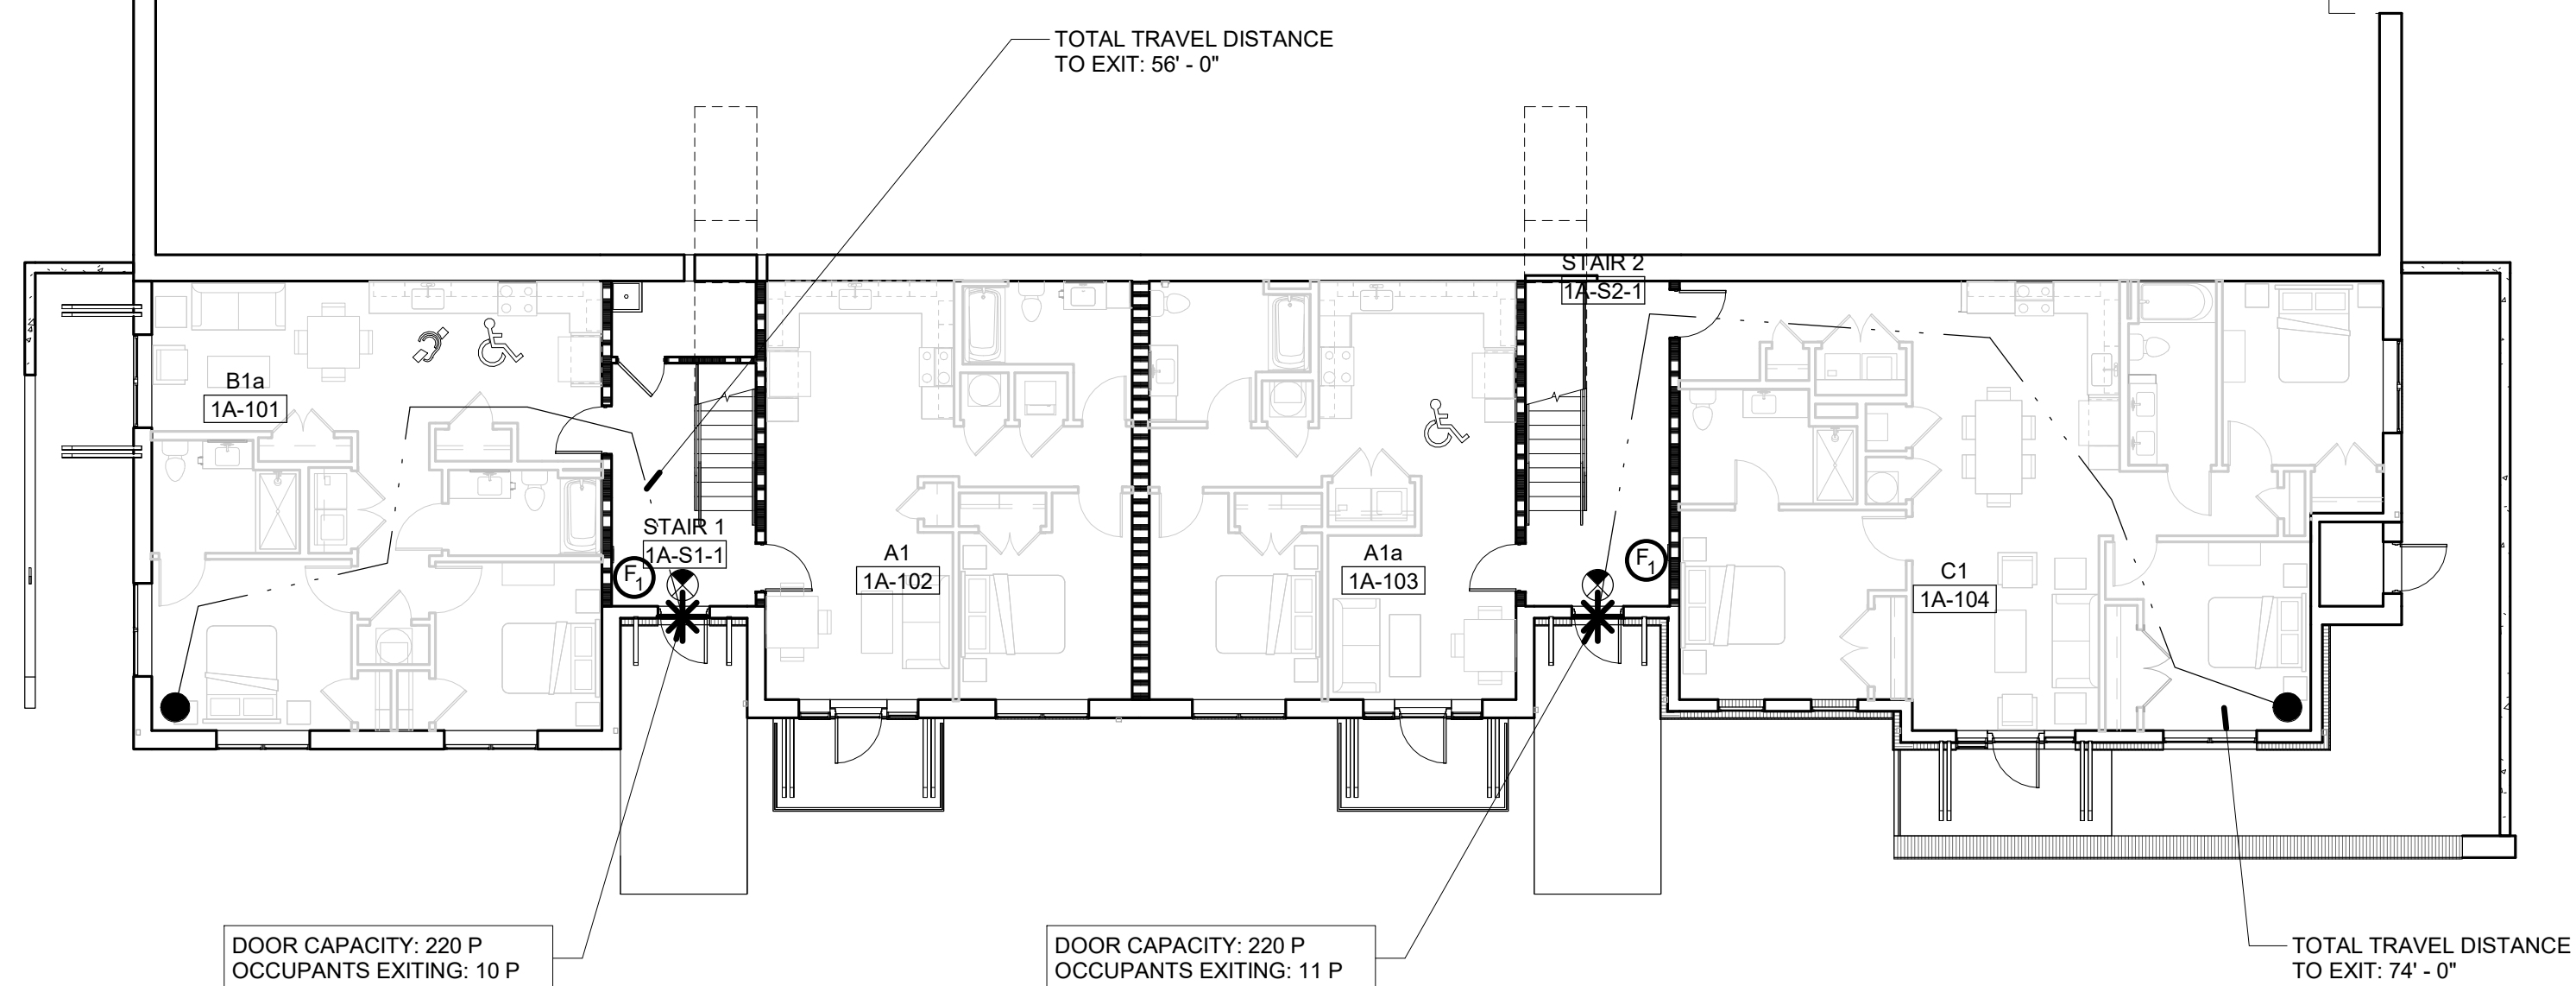 TOTAL TRAVEL DISTANCE
TO EXIT: 56' - 0"
STAIR 2
1A-S2-1
B1a
1A-101
STAIR 1
1A-S1-1
F1
A1
1A-102
A1a
1A-103
F1
C1
1A-104
DOOR CAPACITY: 220 P
OCCUPANTS EXITING: 10 P
DOOR CAPACITY: 220 P
OCCUPANTS EXITING: 11 P
TOTAL TRAVEL DISTANCE
TO EXIT: 74' - 0"